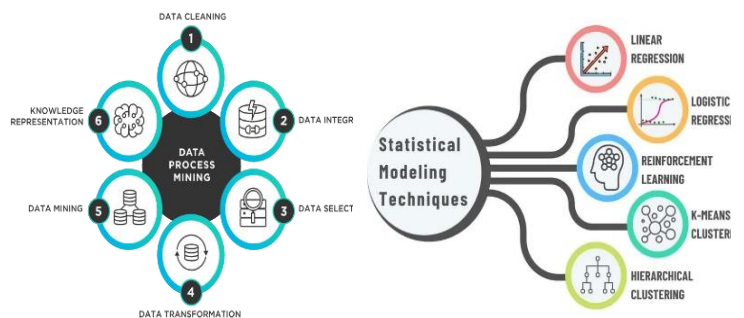 DATA CLEANING
1
KNOWLEDGE
REPRESENTATION
6
2
DATA INTEGR
DATA
PROCESS
MINING
DATA MINING
5
3
DATA SELECT
4
DATA TRANSFORMATION
Statistical
Modeling
Techniques
LINEAR
REGRESSION
LOGISTIC
REGRESSI
REINFORCEMENT
LEARNING
K-MEANS
CLUSTERI
HIERARCHICAL
CLUSTERING